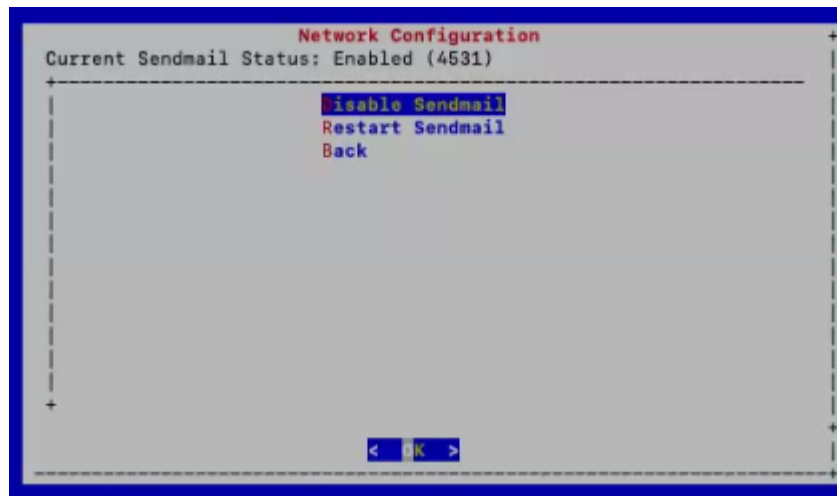 Network Configuration
Current Sendmail Status: Enabled (4531)
Disable Sendmail
Restart Sendmail
Back
< OK >